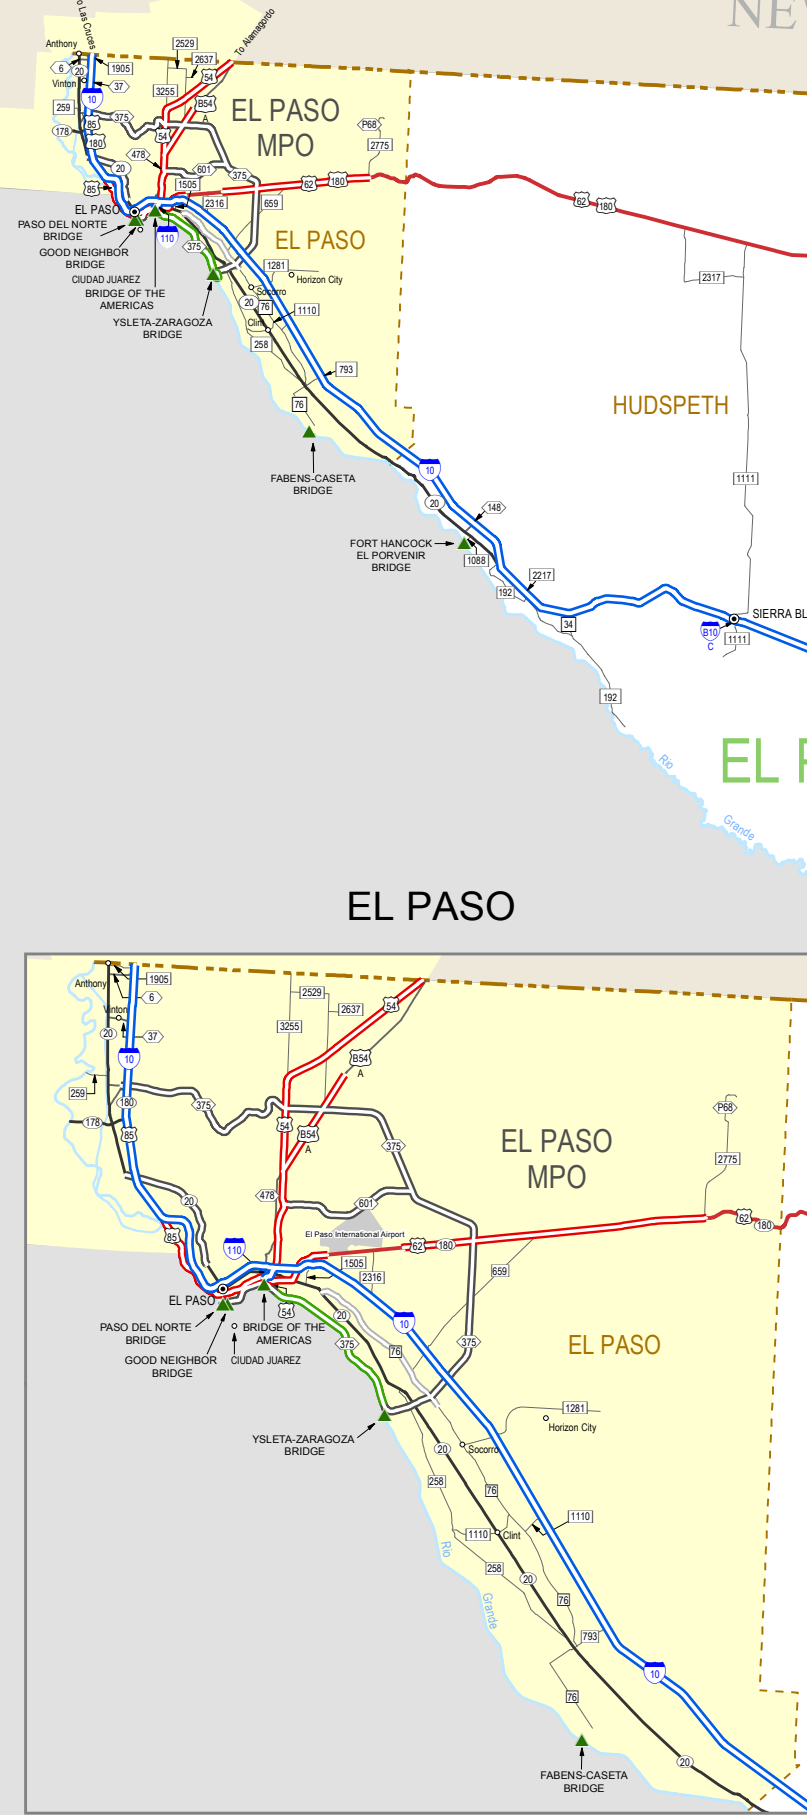 NEW
To Las Cruces
To Alamagordo
Anthony
2529
2637
6
20
1905
54
Vinton
37
3255
10
B54
A
EL PASO
MPO
259
85
375
P68
178
180
54
2775
478
20
601
375
62
180
85
1505
2316
659
62
180
EL PASO
PASO DEL NORTE
BRIDGE
110
375
EL PASO
GOOD NEIGHBOR
BRIDGE
1281
2317
CIUDAD JUAREZ
Horizon City
BRIDGE OF THE
AMERICAS
Socorro
20
76
1110
YSLETA-ZARAGOZA
BRIDGE
Clint
258
793
76
HUDSPETH
FABENS-CASETA
BRIDGE
10
1111
20
148
FORT HANCOCK
EL PORVENIR
BRIDGE
1088
2217
192
34
SIERRA BL
B10
C
1111
192
EL P
Rio
Grande
EL PASO
1905
Anthony
2529
6
2637
54
Vinton
3255
20
37
10
B54
A
259
180
375
P68
178
85
54
B54
A
375
EL PASO
MPO
2775
20
478
601
85
El Paso International Airport
62
180
62
180
110
1505
2316
659
EL PASO
54
20
10
PASO DEL NORTE
BRIDGE
BRIDGE OF THE
AMERICAS
375
375
EL PASO
76
GOOD NEIGHBOR
BRIDGE
CIUDAD JUAREZ
1281
Horizon City
YSLETA-ZARAGOZA
BRIDGE
20
Socorro
258
76
1110
1110
Clint
Rio
258
20
Grande
76
793
10
76
20
FABENS-CASETA
BRIDGE